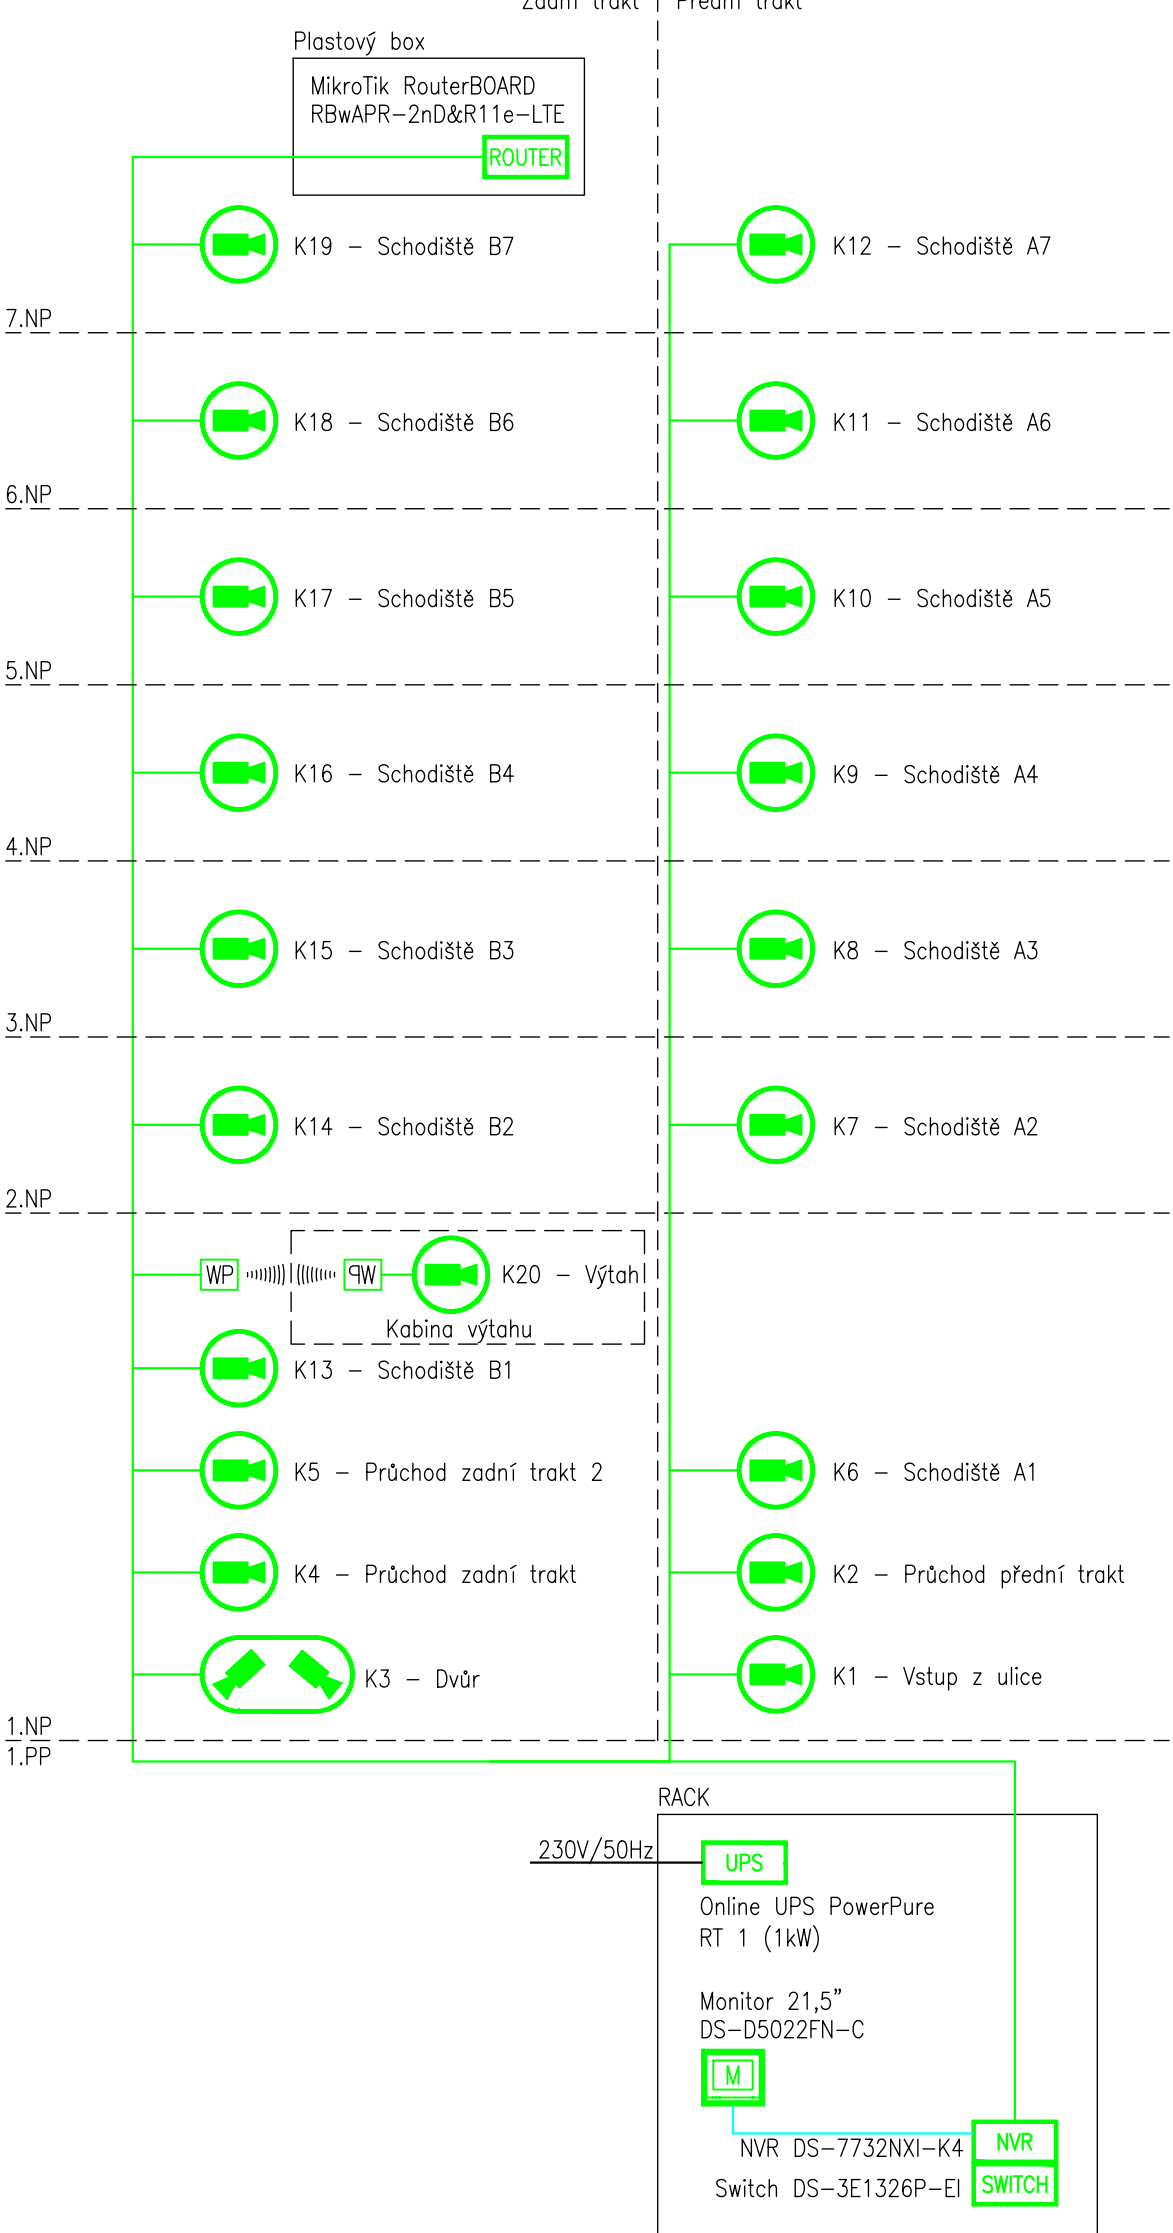 Zadní trakt
Přední trakt
Plastový box
MikroTik RouterBOARD
RBwAPR-2nD&R11e-LTE
ROUTER
K19 - Schodiště B7
K12 - Schodiště A7
7.NP
K18 - Schodiště B6
K11 - Schodiště A6
6.NP
K17 - Schodiště B5
K10 - Schodiště A5
5.NP
K16 - Schodiště B4
K9 - Schodiště A4
4.NP
K15 - Schodiště B3
K8 - Schodiště A3
3.NP
K14 - Schodiště B2
K7 - Schodiště A2
2.NP
WP
WP
K20 - Výtah
Kabina výtahu
K13 - Schodiště B1
K5 - Průchod zadní trakt 2
K6 - Schodiště A1
K4 - Průchod zadní trakt
K2 - Průchod přední trakt
K3 - Dvůr
K1 - Vstup z ulice
1.NP
1.PP
RACK
230V/50Hz
UPS
Online UPS PowerPure
RT 1 (1kW)
Monitor 21,5"
DS-D5022FN-C
M
NVR DS-7732NXI-K4
NVR
Switch DS-3E1326P-EI
SWITCH